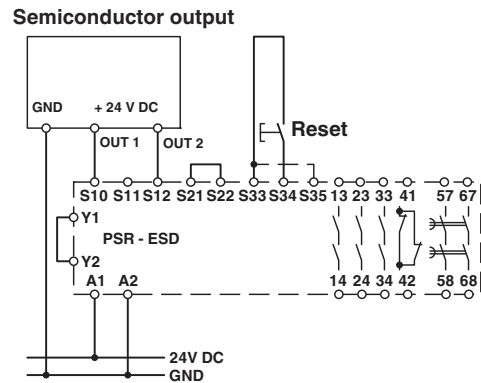 Semiconductor output
GND + 24 V DC
OUT 1 OUT 2
Reset
S10 S11 S12 S21 S22 S33 S34 S35 13 23 33 41 57 67
Y1
PSR - ESD
Y2
A1 A2 14 24 34 42 58 68
24V DC
GND